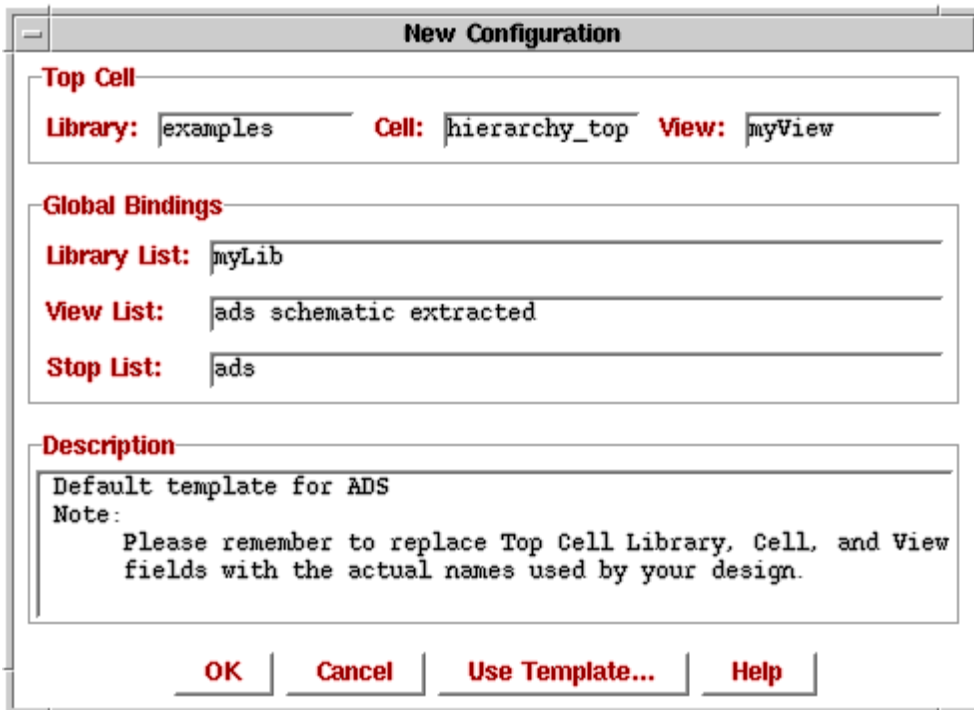 New Configuration
Top Cell
Library: examples Cell: hierarchy_top View: myView
Global Bindings
Library List: myLib
View List: ads schematic extracted
Stop List: ads
Description
Default template for ADS
Note:
Please remember to replace Top Cell Library, Cell, and View
fields with the actual names used by your design.
OK Cancel Use Template... Help